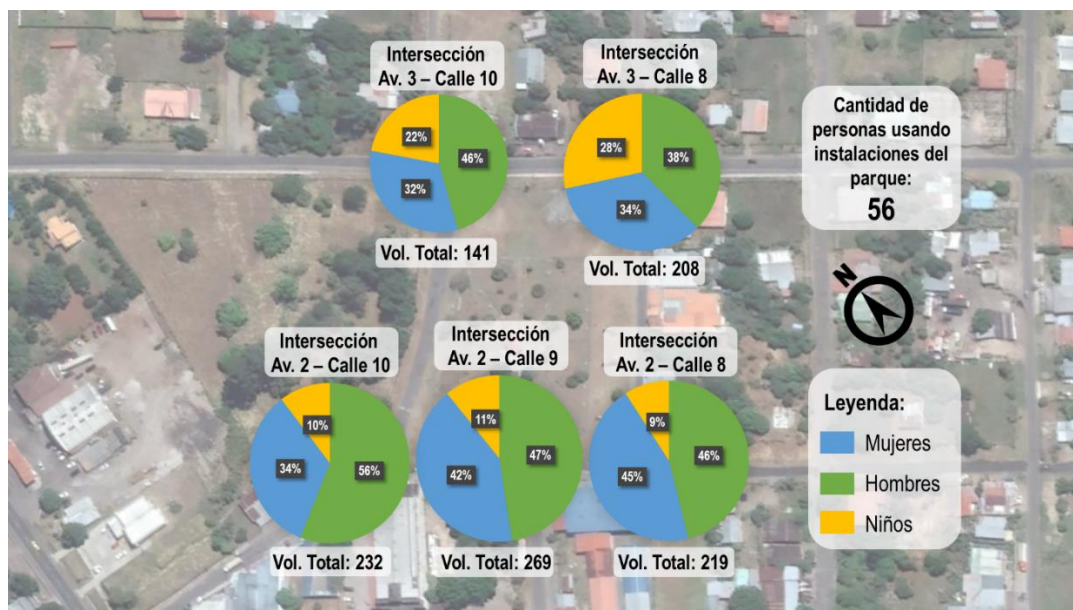 Intersección
Av. 3 – Calle 10
22%
46%
32%
Vol. Total: 141
Intersección
Av. 3 – Calle 8
28%
38%
34%
Vol. Total: 208
Cantidad de
personas usando
instalaciones del
parque:
56
N
Intersección
Av. 2 – Calle 10
10%
34%
56%
Vol. Total: 232
Intersección
Av. 2 – Calle 9
11%
47%
42%
Vol. Total: 269
Intersección
Av. 2 – Calle 8
9%
46%
45%
Vol. Total: 219
Leyenda:
Mujeres
Hombres
Niños